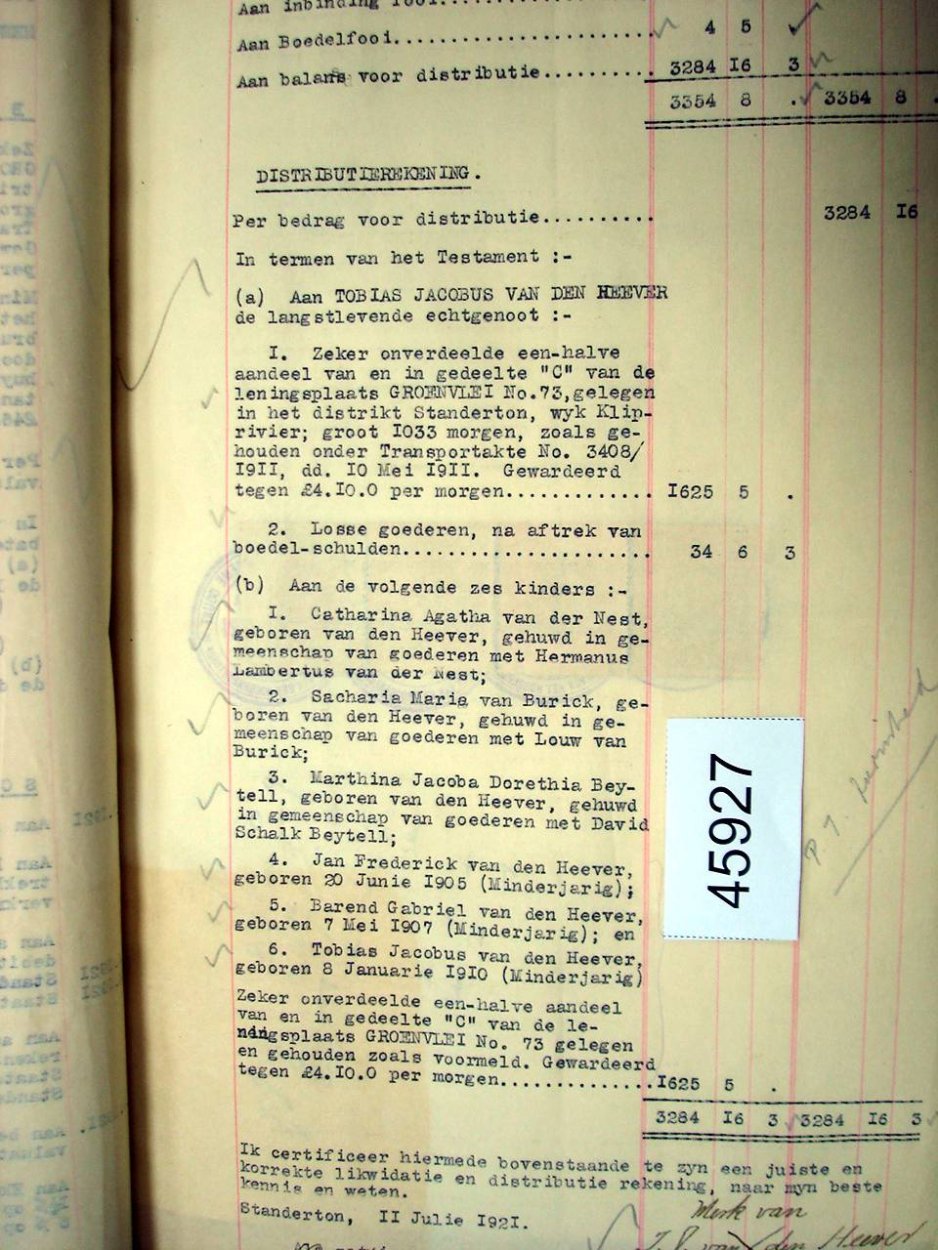 Aan inbinding fooi
Aan Boedelfooi.......................... 4 5
Aan balans voor distributie.......... 3284 I6 3
3354 8 . 3354 8 .
DISTRIBUTIEREKENING.
Per bedrag voor distributie.......... 3284 I6
In termen van het Testament :-
(a) Aan TOBIAS JACOBUS VAN DEN HEEVER
de langstlevende echtgenoot :-
I. Zeker onverdeelde een-halve
aandeel van en in gedeelte "C" van de
leningsplaats GROENVLEI No.73,gelegen
in het distrikt Standerton, wyk Klip-
rivier; groot I033 morgen, zoals ge-
houden onder Transportakte No. 3408/
I9II, dd. I0 Mei I9II. Gewardeerd
tegen £4.I0.0 per morgen............. I625 5 .
2. Losse goederen, na aftrek van
boedel-schulden...................... 34 6 3
(b) Aan de volgende zes kinders :-
I. Catharina Agatha van der Nest,
geboren van den Heever, gehuwd in ge-
meenschap van goederen met Hermanus
Lambertus van der Nest;
2. Sacharia Maria van Burick, ge-
boren van den Heever, gehuwd in ge-
meenschap van goederen met Louw van
Burick;
3. Marthina Jacoba Dorethia Bey-
tell, geboren van den Heever, gehuwd
in gemeenschap van goederen met David
Schalk Beytell;
4. Jan Frederick van den Heever,
geboren 20 Junie I905 (Minderjarig);
5. Barend Gabriel van den Heever,
geboren 7 Mei I907 (Minderjarig); en
6. Tobias Jacobus van den Heever,
geboren 8 Januarie I9I0 (Minderjarig)
Zeker onverdeelde een-halve aandeel
van en in gedeelte "C" van de le-
ningsplaats GROENVLEI No. 73 gelegen
en gehouden zoals voormeld. Gewardeerd
tegen £4.I0.0 per morgen..............I625 5 .
3284 I6 3 3284 I6 3
45927
Ik certificeer hiermede bovenstaande te zyn een juiste en
korrekte likwidatie en distributie rekening, naar myn beste
kennis en weten.
Standerton, II Julie I92I.
Merk van
van den Heever